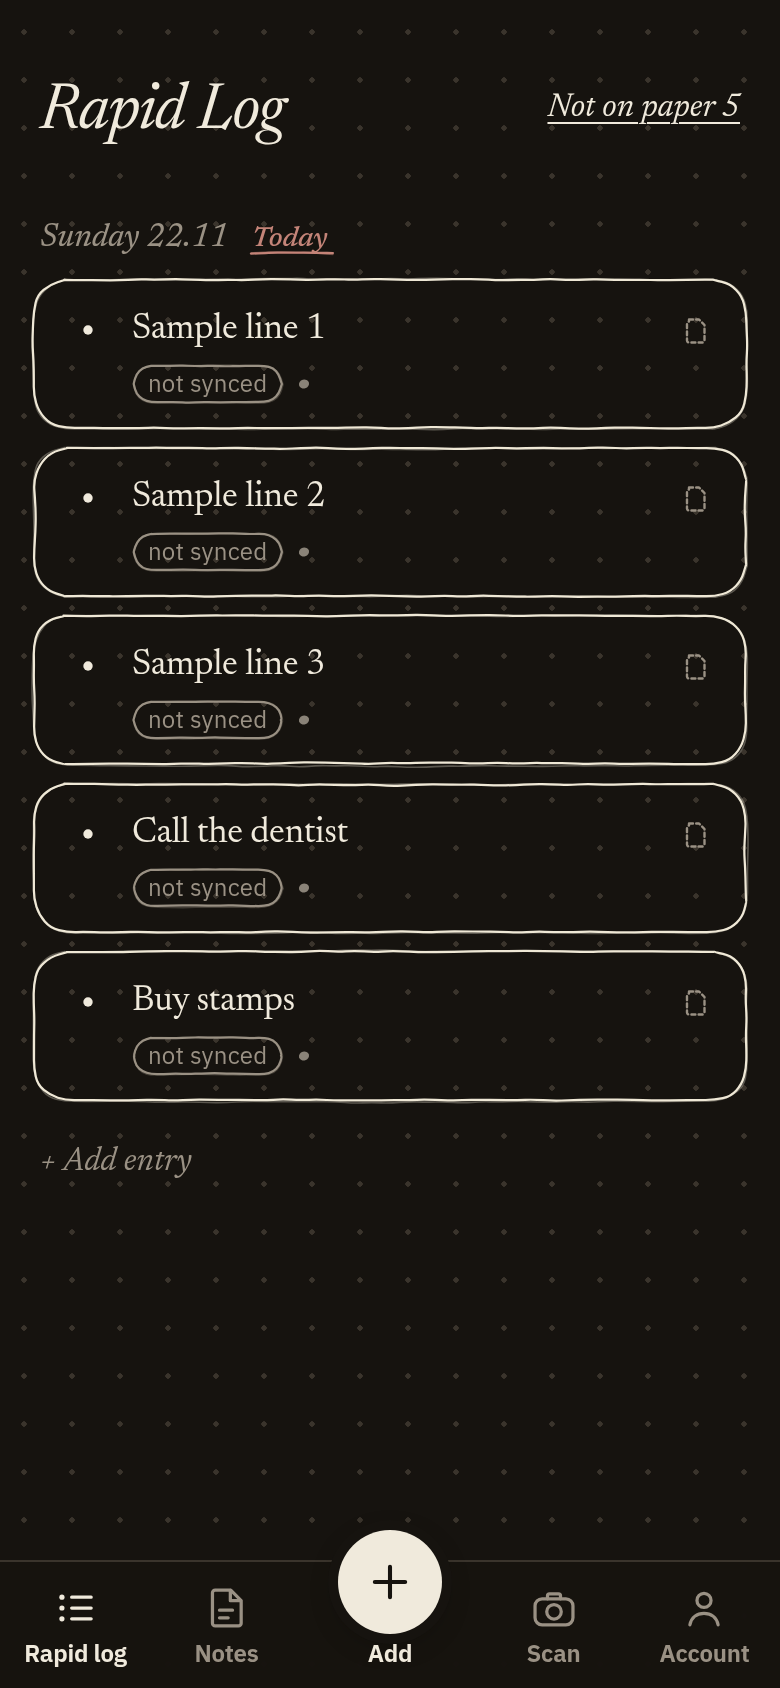 Rapid Log
Not on paper 5
Sunday 22.11 Today
• Sample line 1
not synced
• Sample line 2
not synced
• Sample line 3
not synced
• Call the dentist
not synced
• Buy stamps
not synced
+ Add entry
Rapid log Notes Add Scan Account